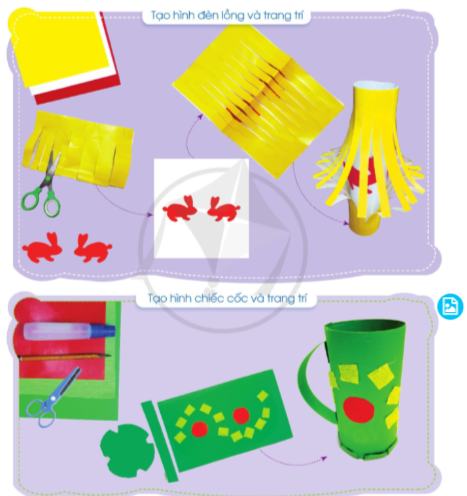 Tạo hình đèn lồng và trang trí
Tạo hình chiếc cốc và trang trí